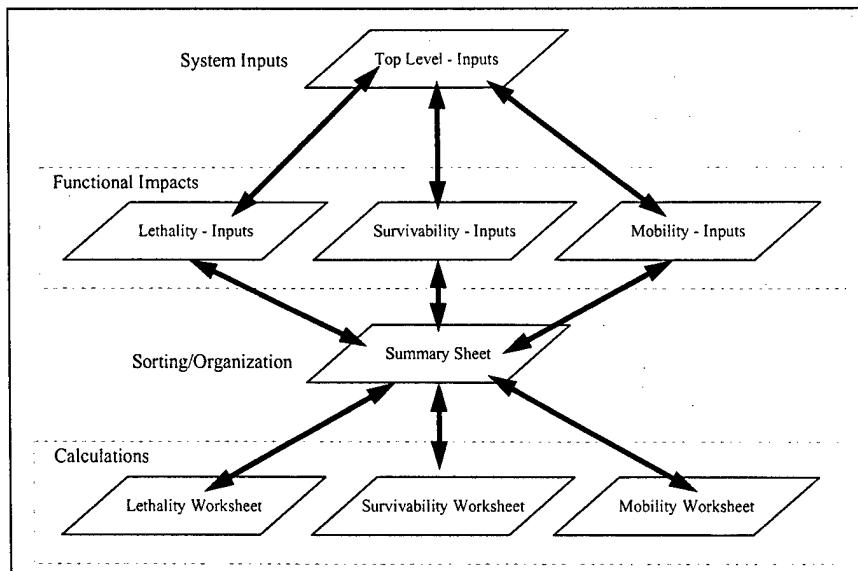 System Inputs
Top Level - Inputs
Functional Impacts
Lethality - Inputs
Survivability - Inputs
Mobility - Inputs
Sorting/Organization
Summary Sheet
Calculations
Lethality Worksheet
Survivability Worksheet
Mobility Worksheet